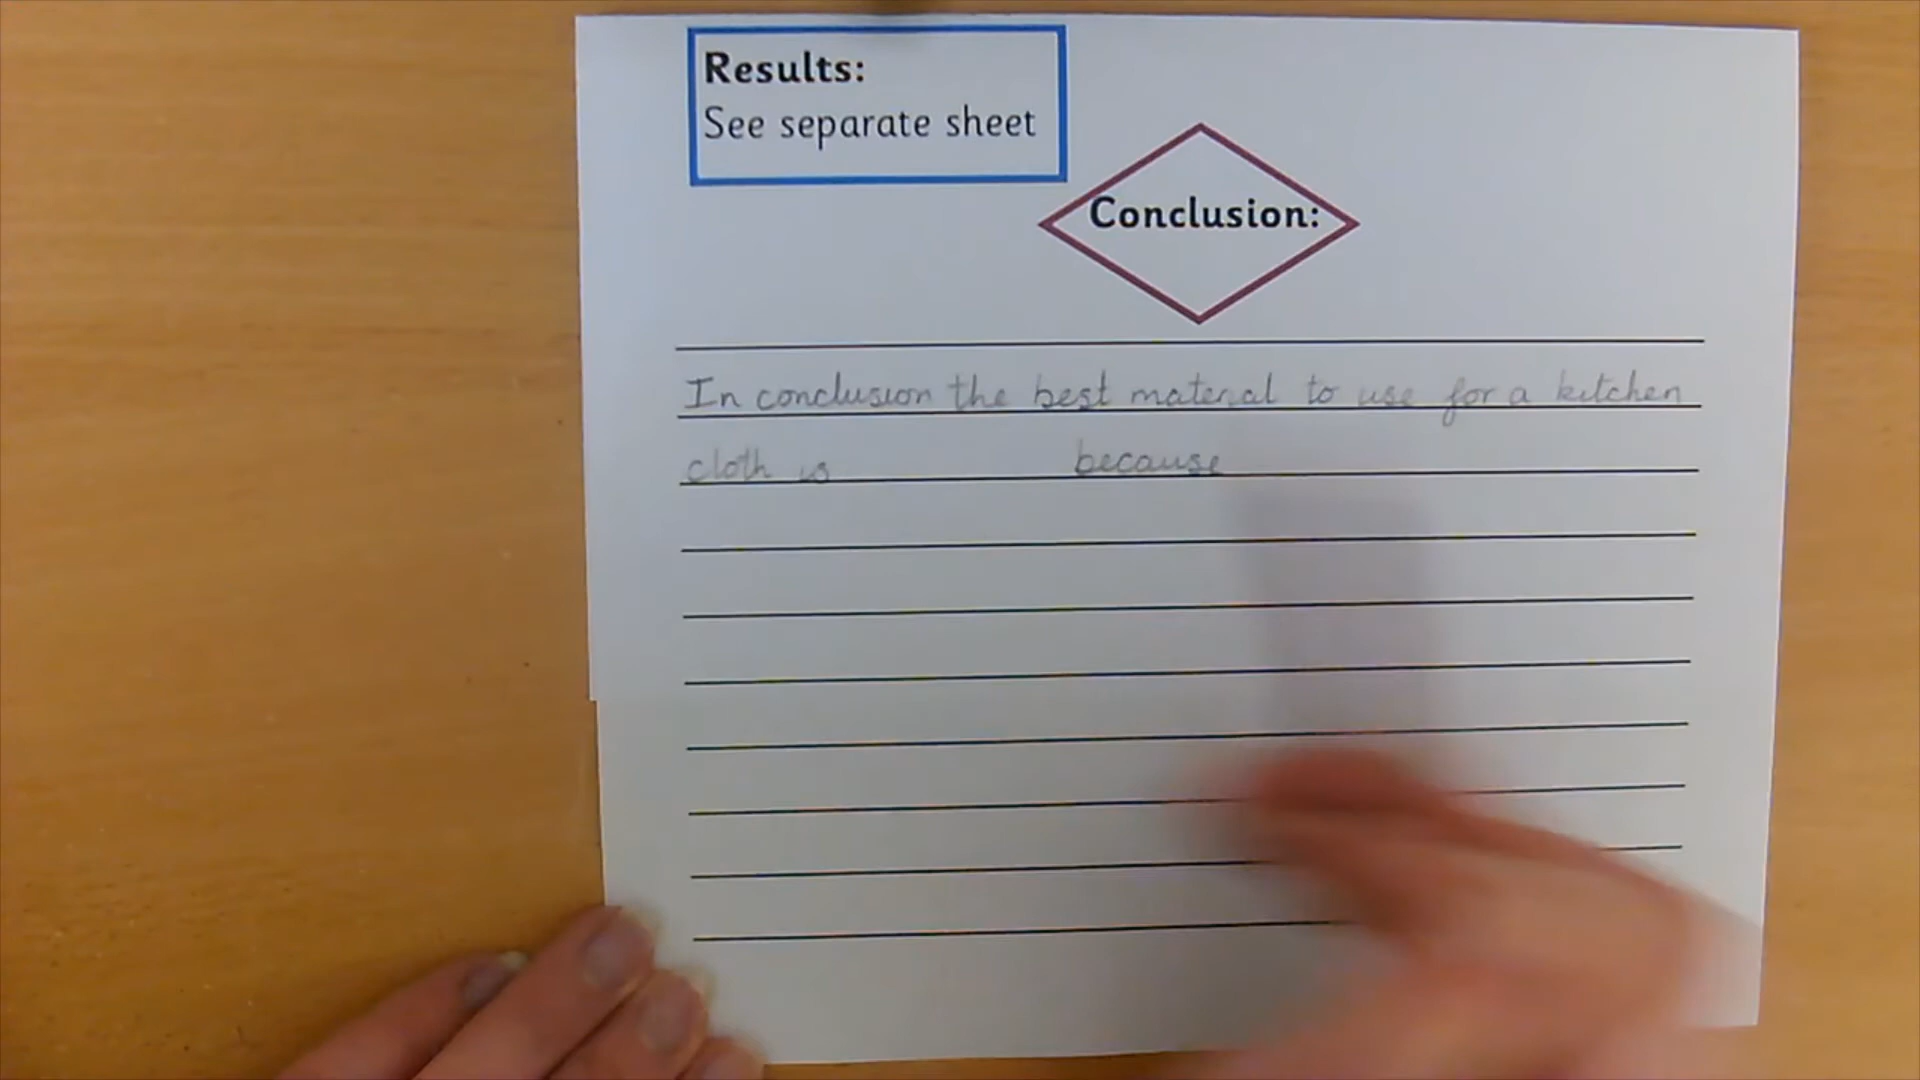 Results:
See separate sheet
Conclusion:
In conclusion the best material to use for a kitchen
cloth is because